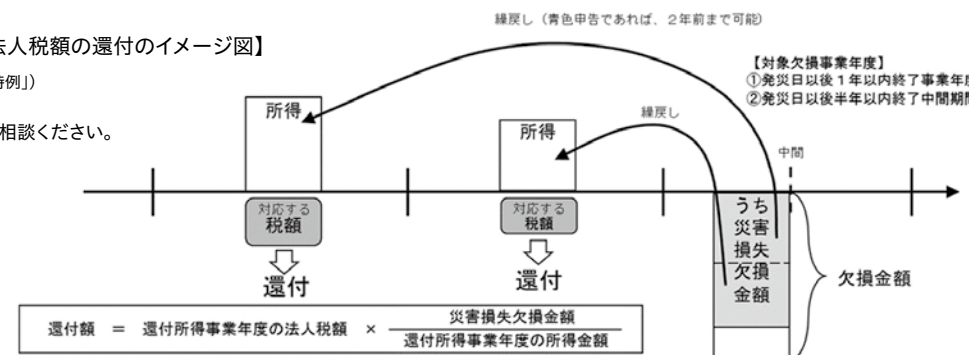 繰戻し（青色申告であれば、２年前まで可能）
法人税額の還付のイメージ図】
特例」）
相談ください。
【対象欠損事業年度】
①発災日以後１年以内終了事業年度
②発災日以後半年以内終了中間期間
所得
繰戻し
所得
中間
対応する
税額
対応する
税額
うち
災害
損失
欠損
金額
還付
還付
欠損金額
還付額 ＝ 還付所得事業年度の法人税額 × 災害損失欠損金額
還付所得事業年度の所得金額